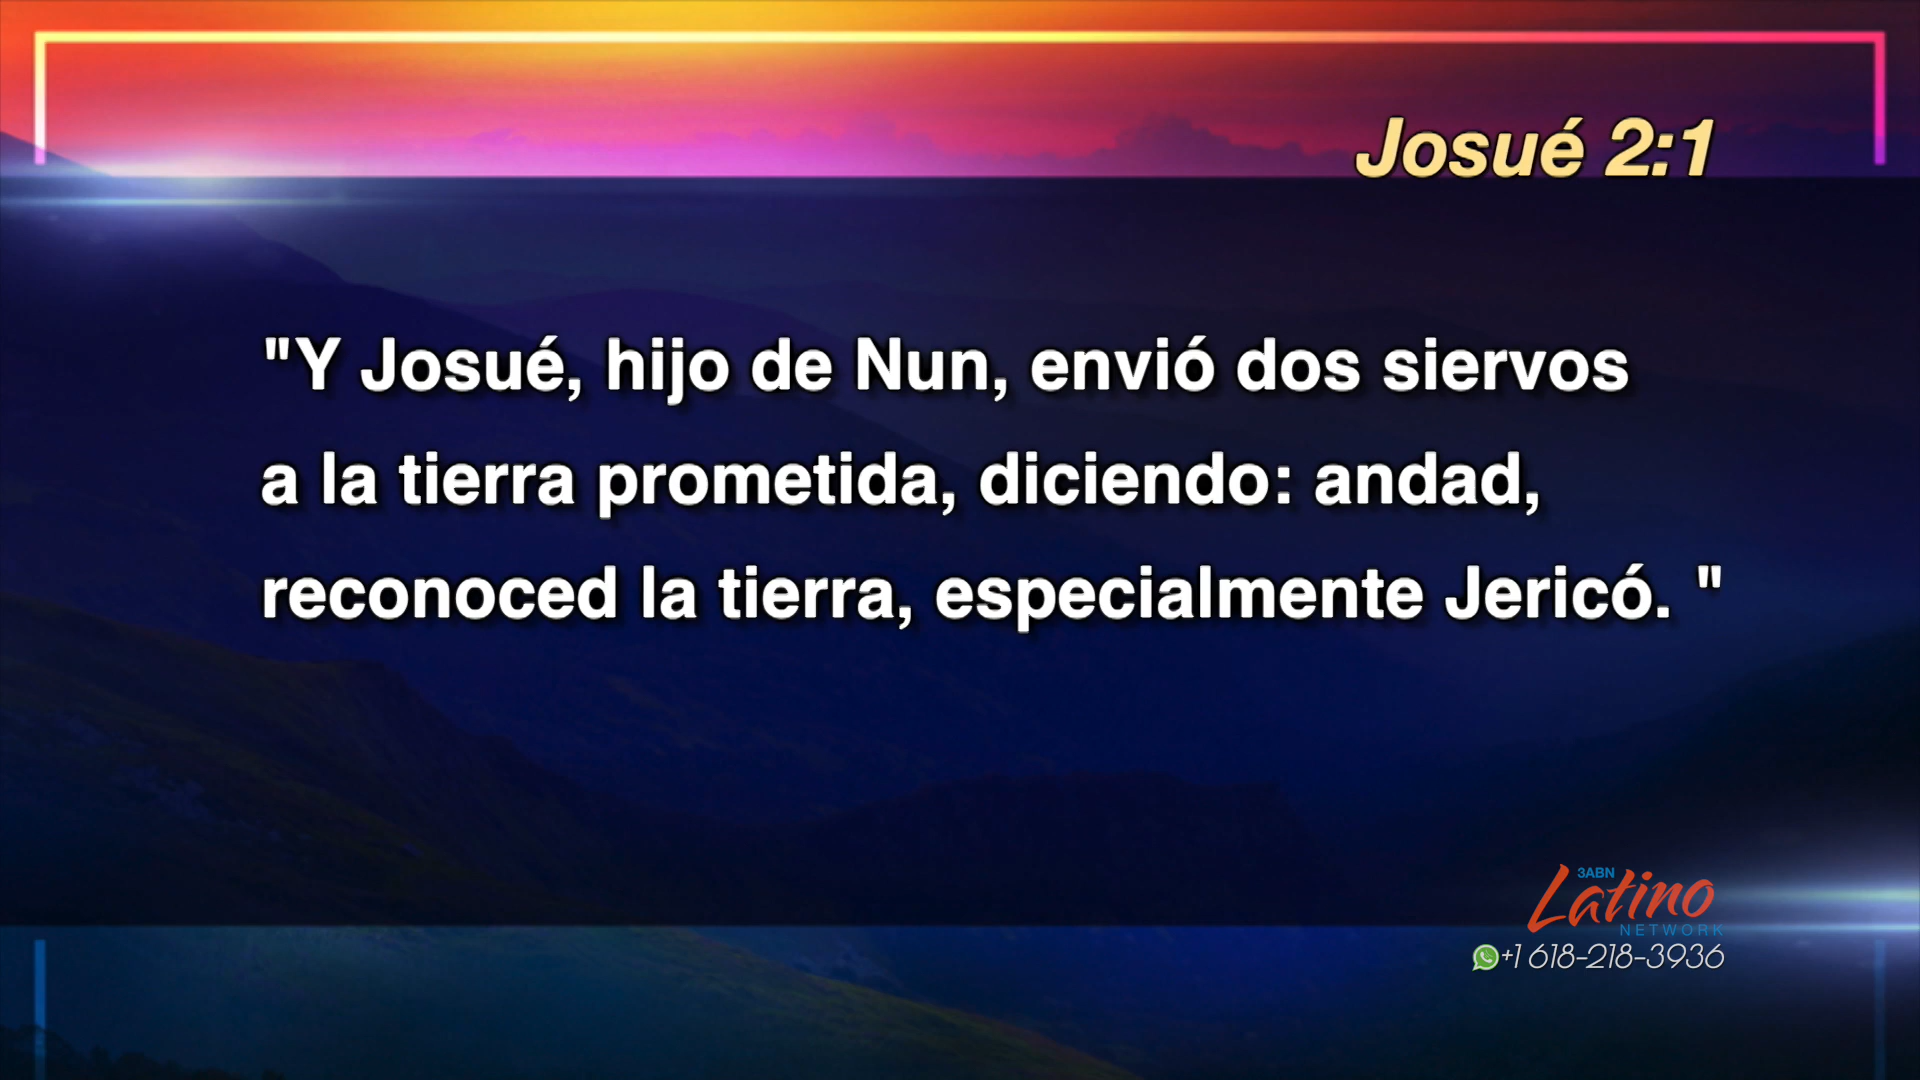 Josué 2:1
"Y Josué, hijo de Nun, envió dos siervos
a la tierra prometida, diciendo: andad,
reconoced la tierra, especialmente Jericó. "
3ABN
Latino
NETWORK
+1 618-218-3936